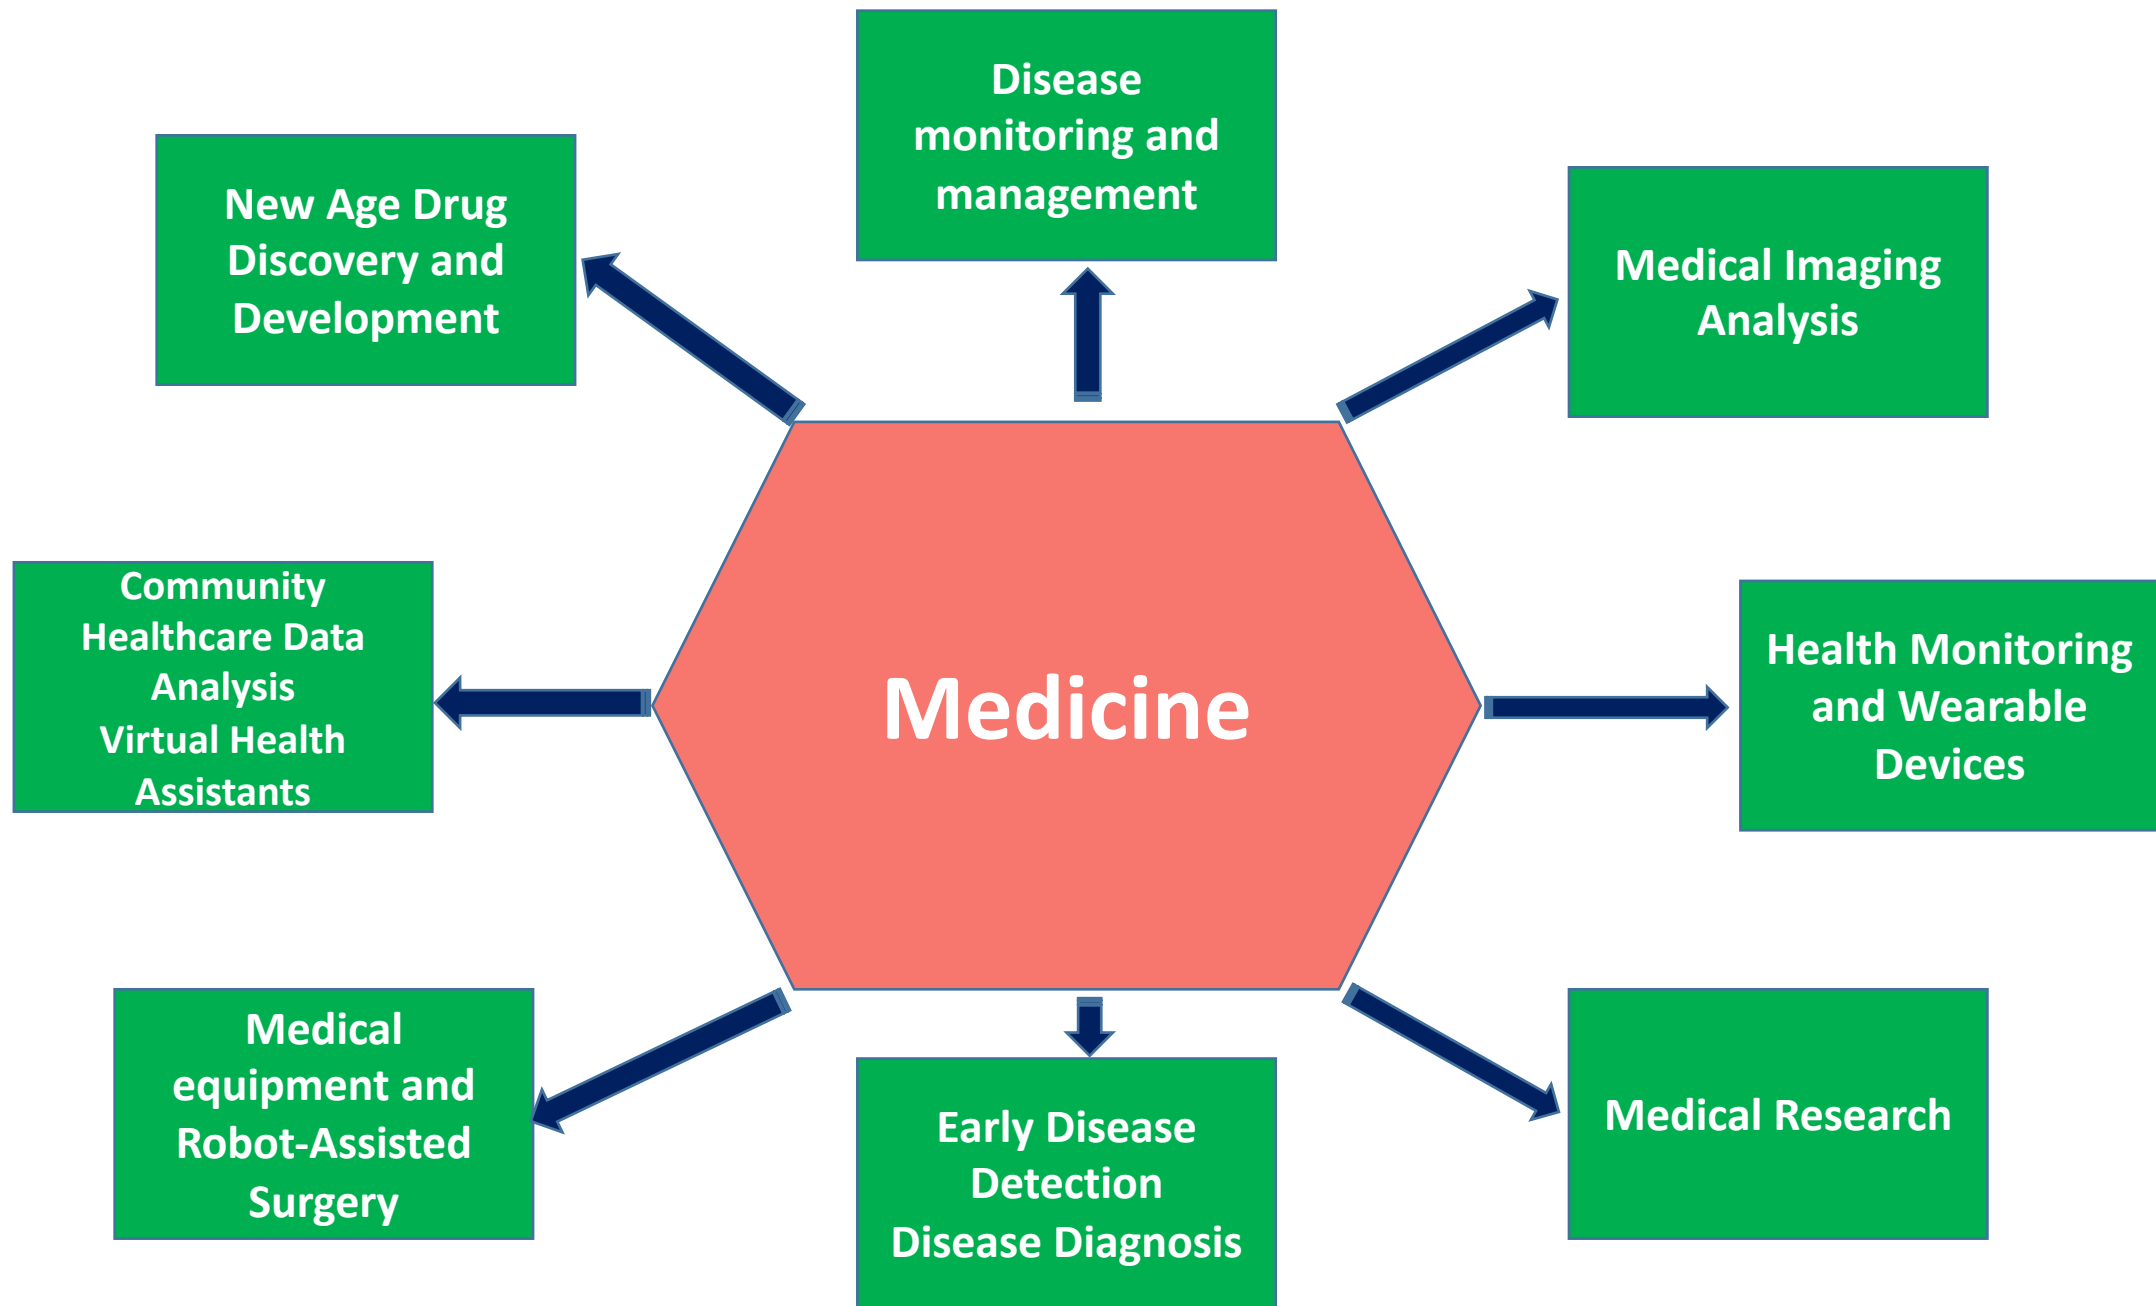 Disease
monitoring and
management
New Age Drug
Discovery and
Development
Medical Imaging
Analysis
Community
Healthcare Data
Analysis
Virtual Health
Assistants
Medicine
Health Monitoring
and Wearable
Devices
Medical
equipment and
Robot-Assisted
Surgery
Early Disease
Detection
Disease Diagnosis
Medical Research